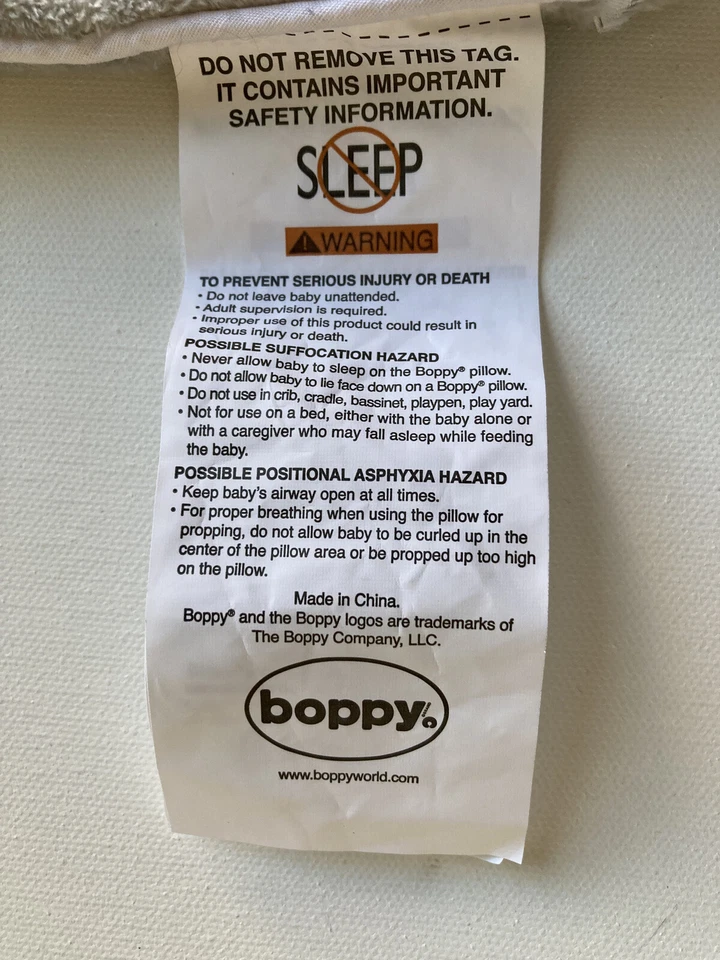 DO NOT REMOVE THIS TAG.
IT CONTAINS IMPORTANT
SAFETY INFORMATION.
SLEEP
WARNING
TO PREVENT SERIOUS INJURY OR DEATH
• Do not leave baby unattended.
• Adult supervision is required.
• Improper use of this product could result in
serious injury or death.
POSSIBLE SUFFOCATION HAZARD
• Never allow baby to sleep on the Boppy® pillow.
• Do not allow baby to lie face down on a Boppy® pillow.
• Do not use in crib, cradle, bassinet, playpen, play yard.
• Not for use on a bed, either with the baby alone or
with a caregiver who may fall asleep while feeding
the baby.
POSSIBLE POSITIONAL ASPHYXIA HAZARD
• Keep baby's airway open at all times.
• For proper breathing when using the pillow for
propping, do not allow baby to be curled up in the
center of the pillow area or be propped up too high
on the pillow.
Made in China.
Boppy® and the Boppy logos are trademarks of
The Boppy Company, LLC.
boppy
www.boppyworld.com